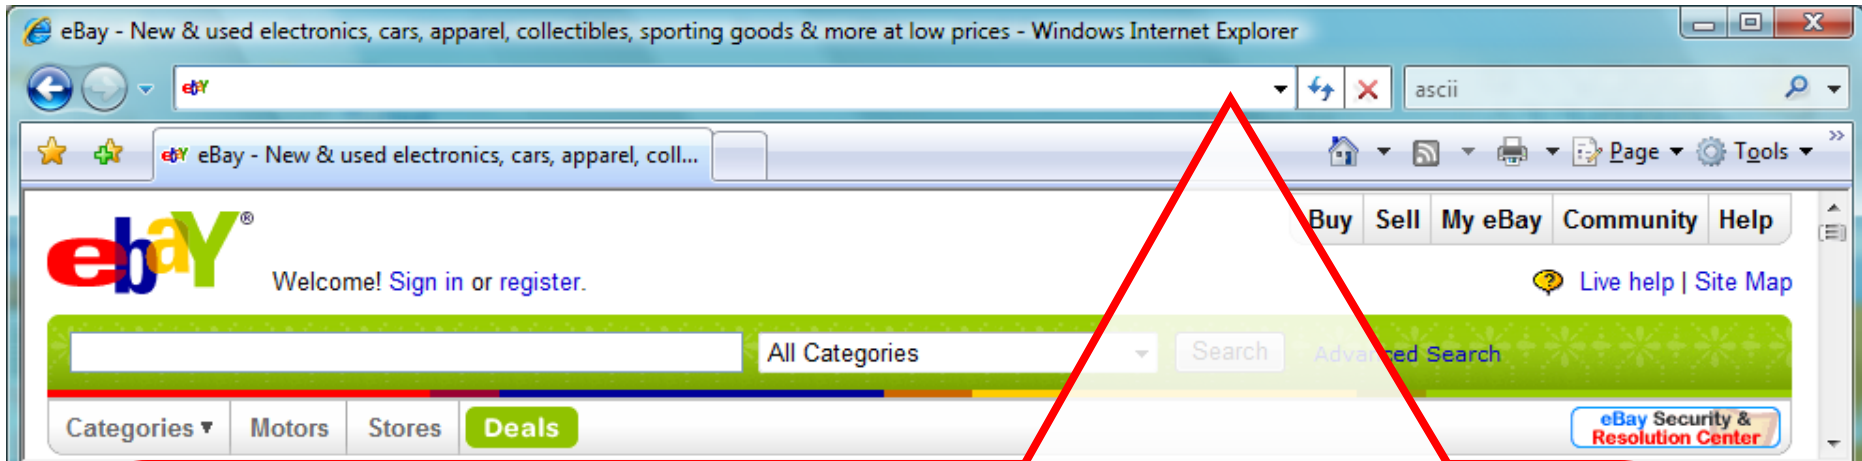 eBay - New & used electronics, cars, apparel, collectibles, sporting goods & more at low prices - Windows Internet Explorer
ebY
ascii
ebY eBay - New & used electronics, cars, apparel, coll...
Page
Tools
ebaY®
Buy Sell My eBay Community Help
Welcome! Sign in or register.
Live help | Site Map
All Categories
Search
Advanced Search
Categories
Motors
Stores
Deals
eBay Security &
Resolution Center